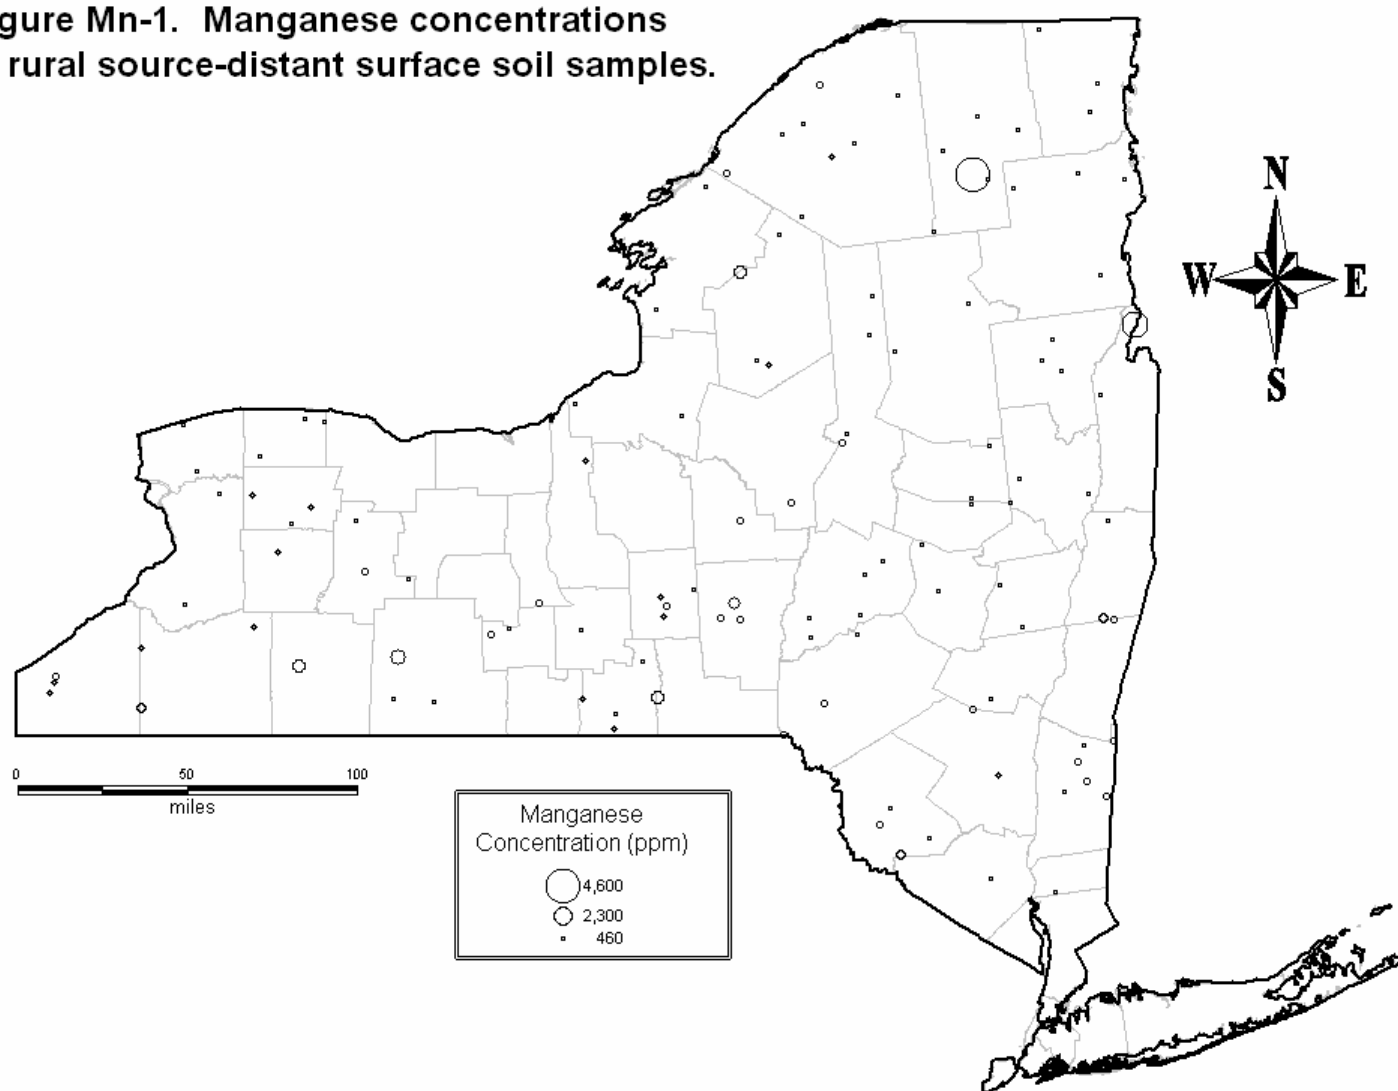 gure Mn-1. Manganese concentrations
rural source-distant surface soil samples.
N
W E
S
0 50 100
miles
Manganese
Concentration (ppm)
4,600
2,300
460